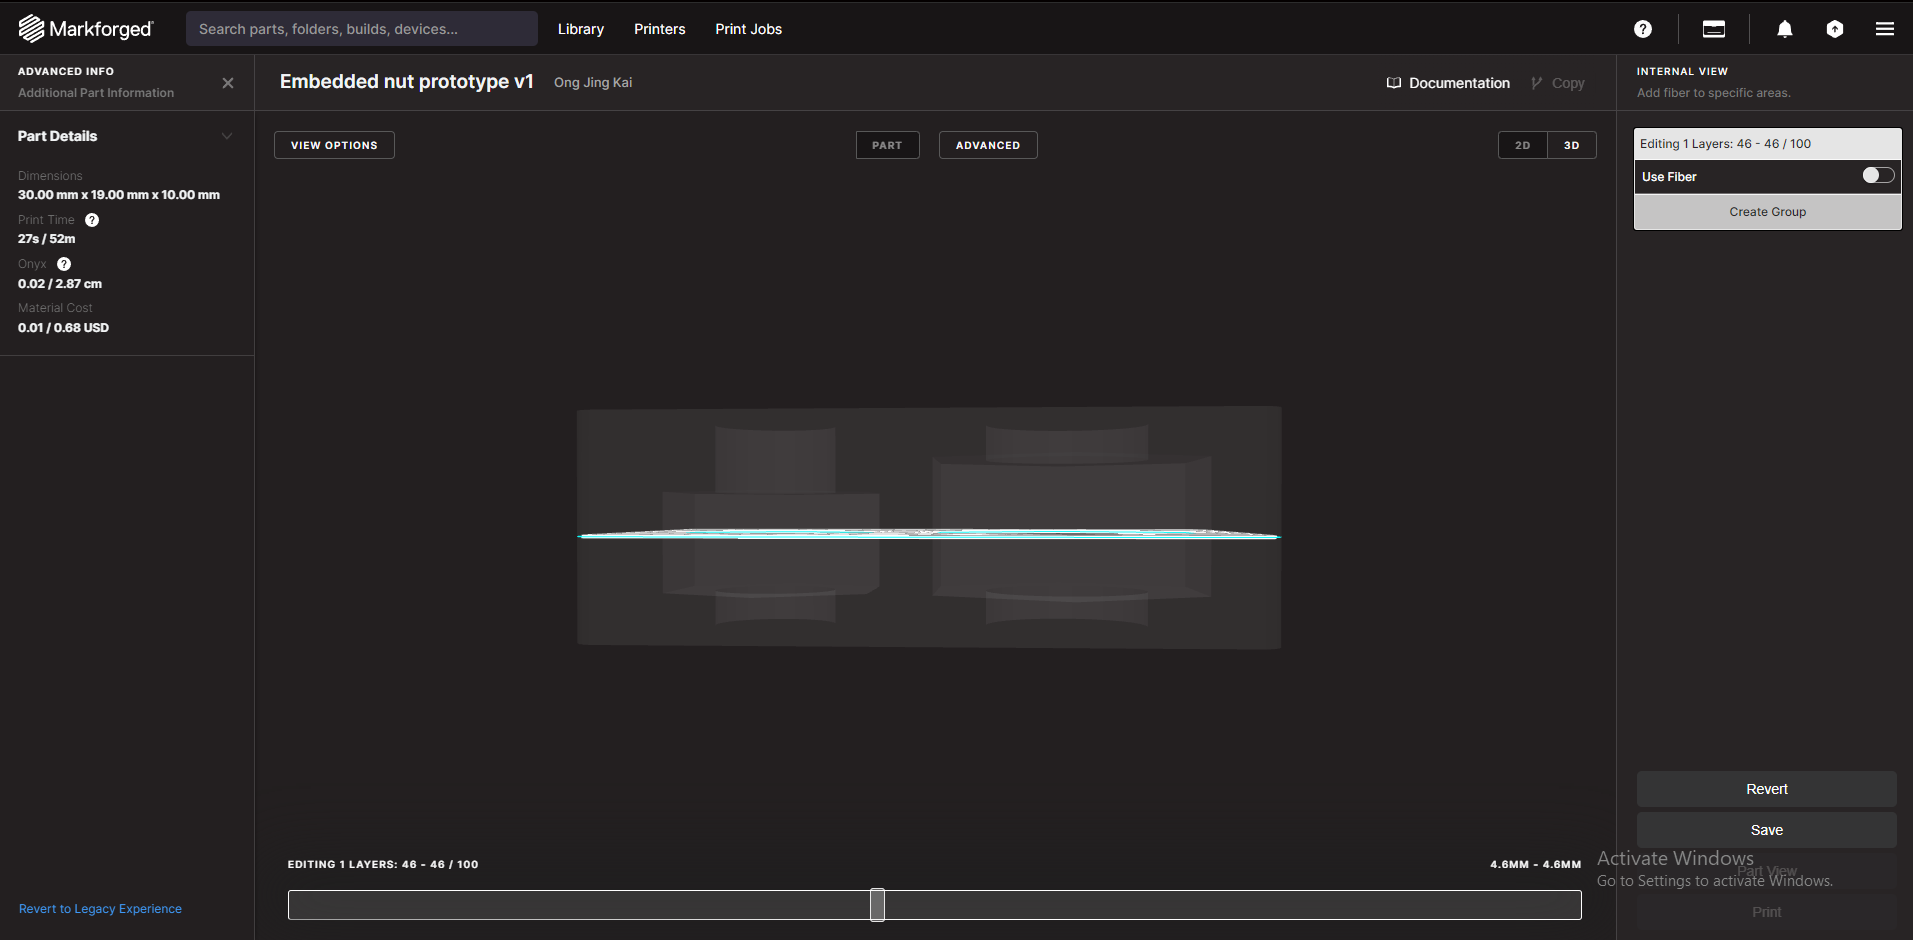 Markforged
Search parts, folders, builds, devices...
Library
Printers
Print Jobs
ADVANCED INFO
Additional Part Information
Part Details
Dimensions
30.00 mm x 19.00 mm x 10.00 mm
Print Time
27s / 52m
Onyx
0.02 / 2.87 cm
Material Cost
0.01 / 0.68 USD
Revert to Legacy Experience
Embedded nut prototype v1 Ong Jing Kai
Documentation
Copy
VIEW OPTIONS
PART
ADVANCED
2D
3D
EDITING 1 LAYERS: 46 - 46 / 100
4.6MM - 4.6MM
INTERNAL VIEW
Add fiber to specific areas.
Editing 1 Layers: 46 - 46 / 100
Use Fiber
Create Group
Revert
Save
Activate Windows
Part View
Go to Settings to activate Windows.
Print